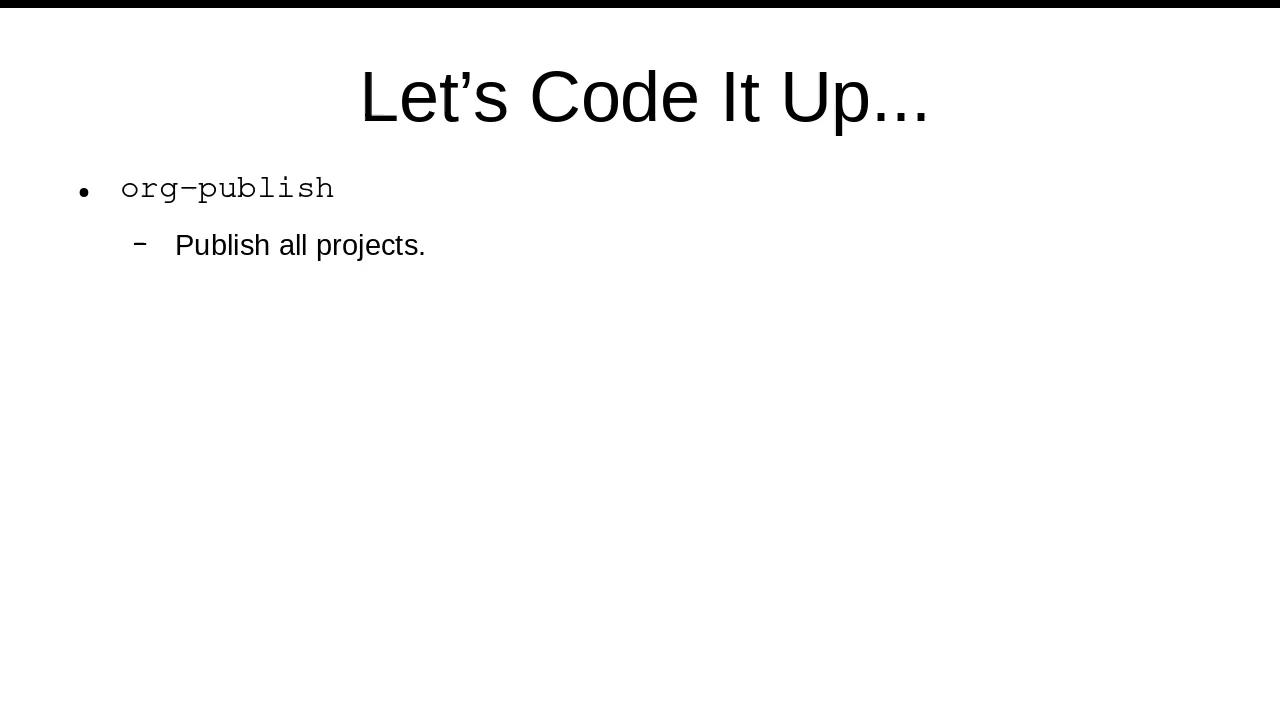 Let’s Code It Up...
● org-publish
– Publish all projects.